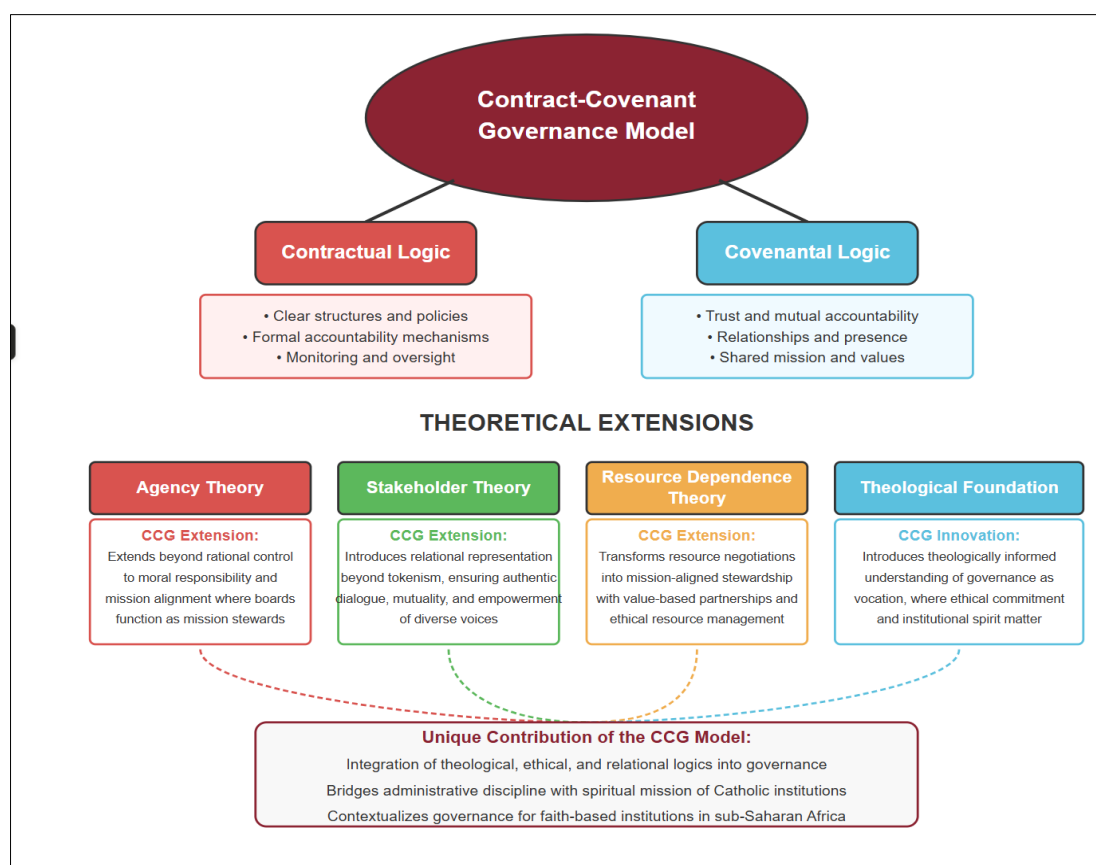 Contract-Covenant
Governance Model
Contractual Logic
• Clear structures and policies
• Formal accountability mechanisms
• Monitoring and oversight
Covenantal Logic
• Trust and mutual accountability
• Relationships and presence
• Shared mission and values
THEORETICAL EXTENSIONS
Agency Theory
CCG Extension:
Extends beyond rational control
to moral responsibility and
mission alignment where boards
function as mission stewards
Stakeholder Theory
CCG Extension:
Introduces relational representation
beyond tokenism, ensuring authentic
dialogue, mutuality, and empowerment
of diverse voices
Resource Dependence
Theory
CCG Extension:
Transforms resource negotiations
into mission-aligned stewardship
with value-based partnerships and
ethical resource management
Theological Foundation
CCG Innovation:
Introduces theologically informed
understanding of governance as
vocation, where ethical commitment
and institutional spirit matter
Unique Contribution of the CCG Model:
Integration of theological, ethical, and relational logics into governance
Bridges administrative discipline with spiritual mission of Catholic institutions
Contextualizes governance for faith-based institutions in sub-Saharan Africa